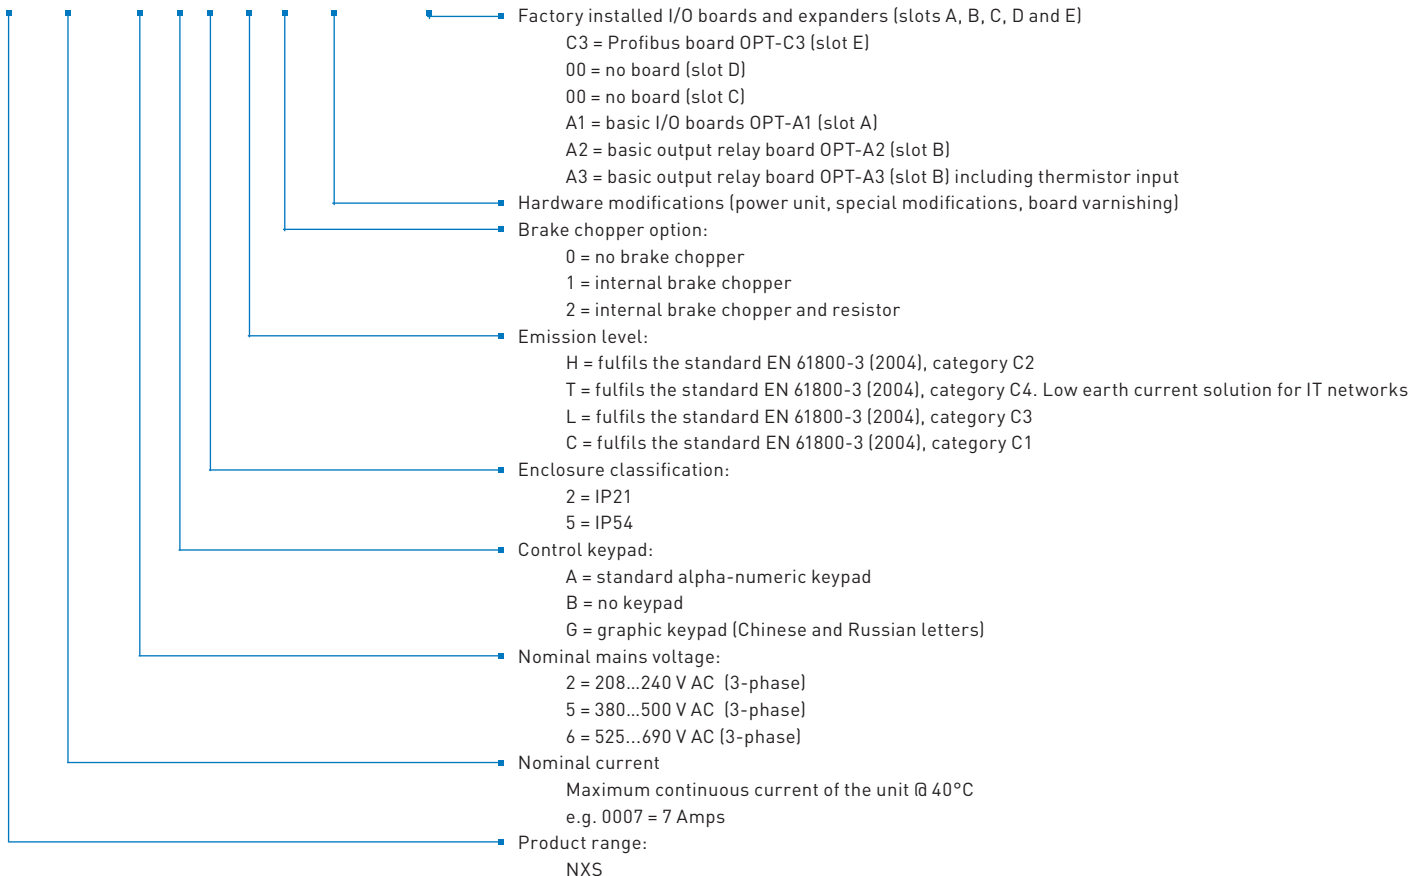 Factory installed I/O boards and expanders (slots A, B, C, D and E)
C3 = Profibus board OPT-C3 (slot E)
00 = no board (slot D)
00 = no board (slot C)
A1 = basic I/O boards OPT-A1 (slot A)
A2 = basic output relay board OPT-A2 (slot B)
A3 = basic output relay board OPT-A3 (slot B) including thermistor input
Hardware modifications (power unit, special modifications, board varnishing)
Brake chopper option:
0 = no brake chopper
1 = internal brake chopper
2 = internal brake chopper and resistor
Emission level:
H = fulfils the standard EN 61800-3 (2004), category C2
T = fulfils the standard EN 61800-3 (2004), category C4. Low earth current solution for IT networks
L = fulfils the standard EN 61800-3 (2004), category C3
C = fulfils the standard EN 61800-3 (2004), category C1
Enclosure classification:
2 = IP21
5 = IP54
Control keypad:
A = standard alpha-numeric keypad
B = no keypad
G = graphic keypad (Chinese and Russian letters)
Nominal mains voltage:
2 = 208...240 V AC (3-phase)
5 = 380...500 V AC (3-phase)
6 = 525...690 V AC (3-phase)
Nominal current
Maximum continuous current of the unit @ 40°C
e.g. 0007 = 7 Amps
Product range:
NXS